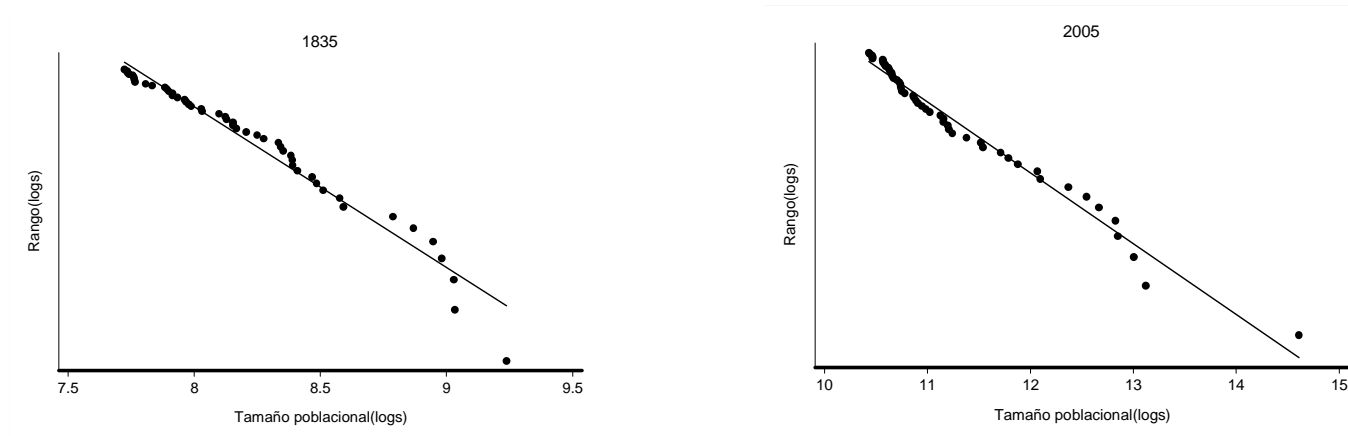 1835
Rango(logs)
7.5 8 8.5 9 9.5
Tamaño poblacional(logs)
2005
Rango(logs)
10 11 12 13 14 15
Tamaño poblacional(logs)